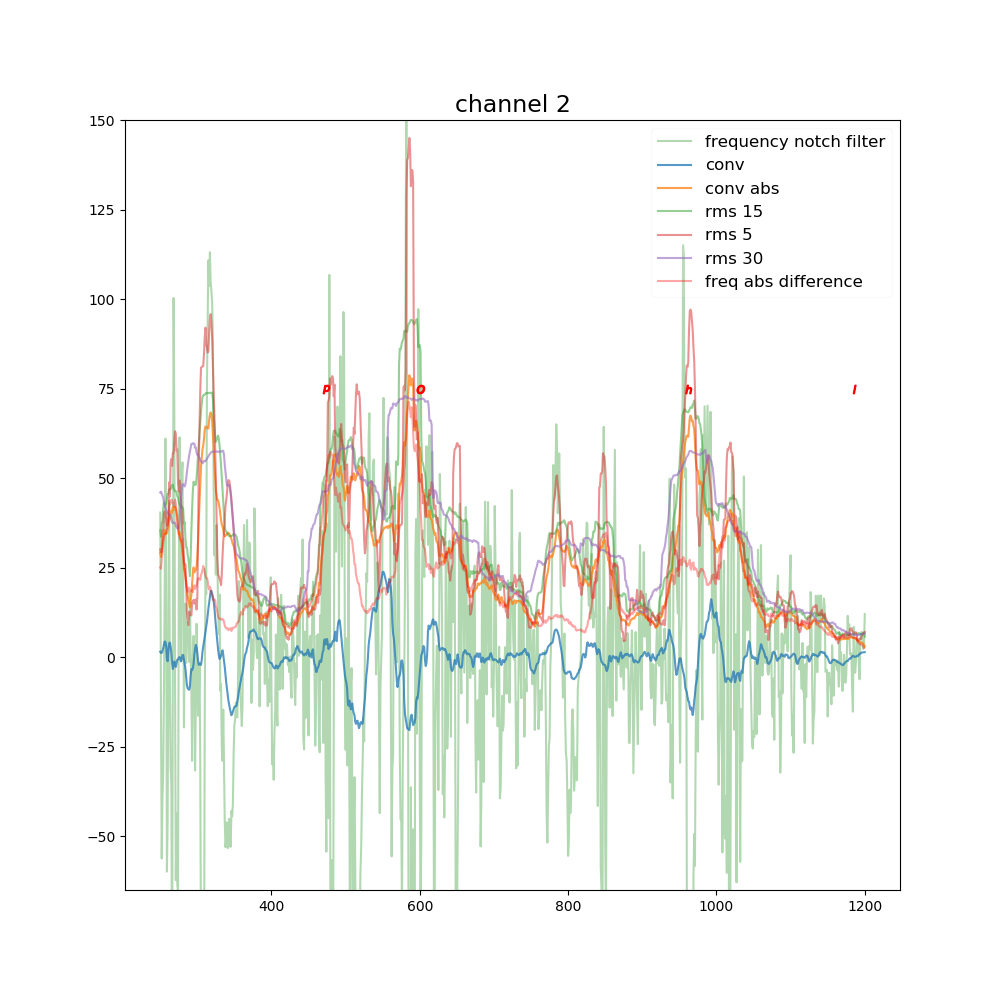 channel 2
150
125
100
75
50
25
0
−25
−50
frequency notch filter
conv
conv abs
rms 15
rms 5
rms 30
freq abs difference
P O h l
400 600 800 1000 1200